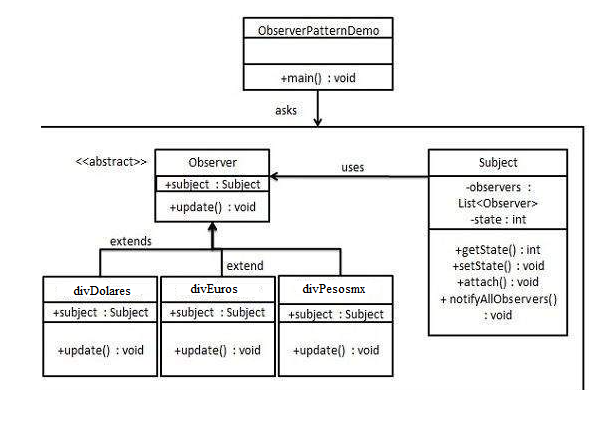 ObserverPatternDemo
+main() : void
asks
<<abstract>>
Observer
+subject : Subject
+update() : void
uses
Subject
-observers :
List<Observer>
-state : int
+getState() : int
+setState() : void
+attach() : void
+ notifyAllObservers()
: void
extends
extend
divDolares
+subject : Subject
+update() : void
divEuros
+subject : Subject
+update() : void
divPesosmx
+subject : Subject
+update() : void